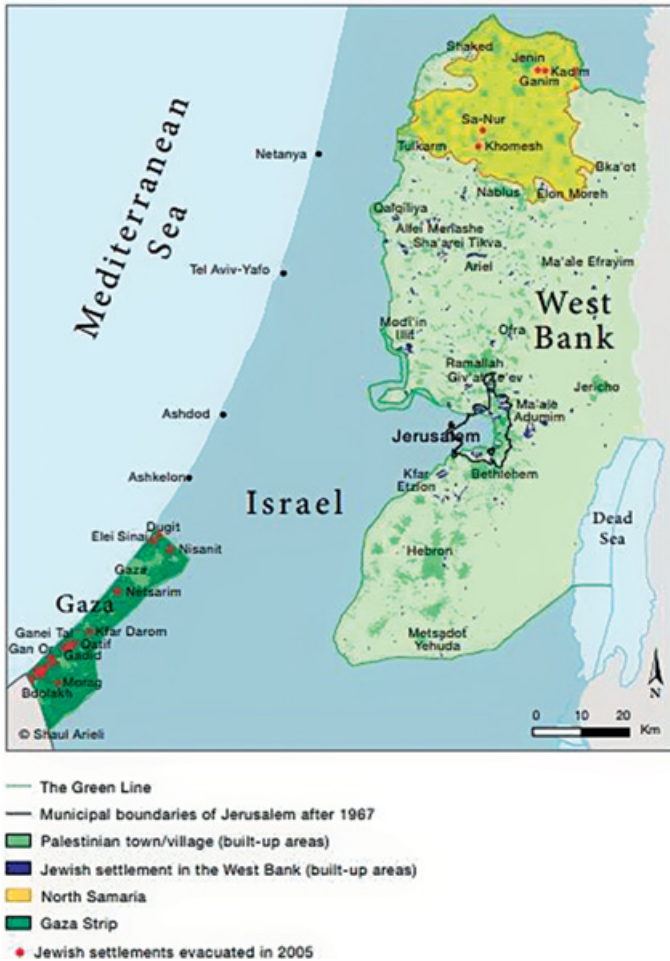 Shaked
Jenin
Kadim
Ganim
Sa-Nur
Khomesh
Tulkarm
Netanya
Bka'ot
Nablus
Elon Moreh
Mediterranean
Sea
Qalqiliya
Alfei Menashe
Sha'arei Tikva
Ariel
Ma'ale Efrayim
Tel Aviv-Yafo
West
Bank
Modi'in
Illit
Ofra
Ramallah
Giv'at Ze'ev
Jericho
Ashdod
Ma'ale
Adumim
Jerusalem
Ashkelon
Kfar
Etzion
Bethlehem
Israel
Dead
Sea
Dugit
Elei Sinai
Nisanit
Gaza
Hebron
Netsarim
Gaza
Ganei Tal
Kfar Darom
Gan Or
Qatif
Gadid
Metsadot
Yehuda
Morag
Bdolakh
N
© Shaul Arieli
0 10 20
Km
The Green Line
Municipal boundaries of Jerusalem after 1967
Palestinian town/village (built-up areas)
Jewish settlement in the West Bank (built-up areas)
North Samaria
Gaza Strip
Jewish settlements evacuated in 2005